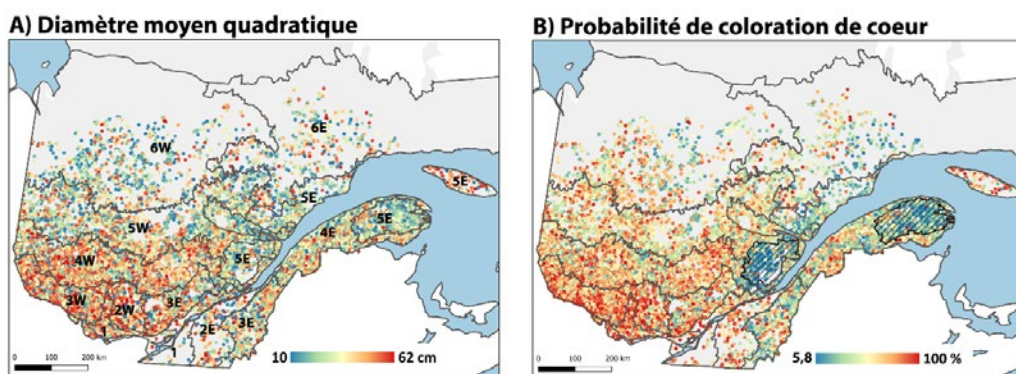 A) Diamètre moyen quadratique
6E
6W
5E
5E
5W
5E
4E
4W
5E
3W
2W
3E
2E
3E
1
1
0 100 200 km
10 62 cm
B) Probabilité de coloration de coeur
0 100 200 km
5,8 100 %